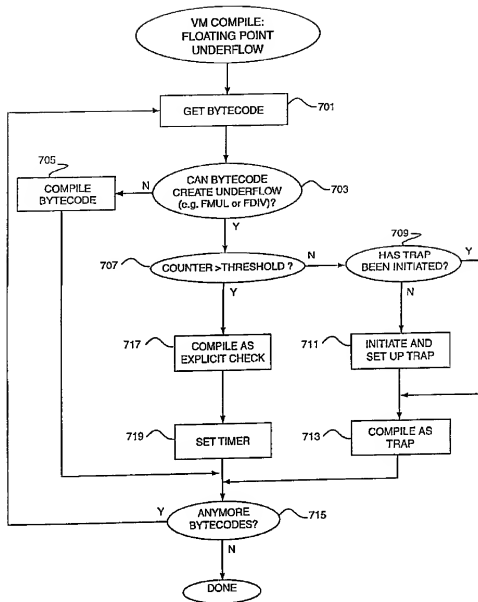 VM COMPILE:
FLOATING POINT
UNDERFLOW
GET BYTECODE
701
705
COMPILE
BYTECODE
N
CAN BYTECODE
CREATE UNDERFLOW
(e.g. FMUL or FDIV)?
703
Y
707
COUNTER >THRESHOLD ?
N
709
HAS TRAP
BEEN INITIATED?
Y
Y
N
717
COMPILE AS
EXPLICIT CHECK
711
INITIATE AND
SET UP TRAP
719
SET TIMER
713
COMPILE AS
TRAP
Y
ANYMORE
BYTECODES?
715
N
DONE